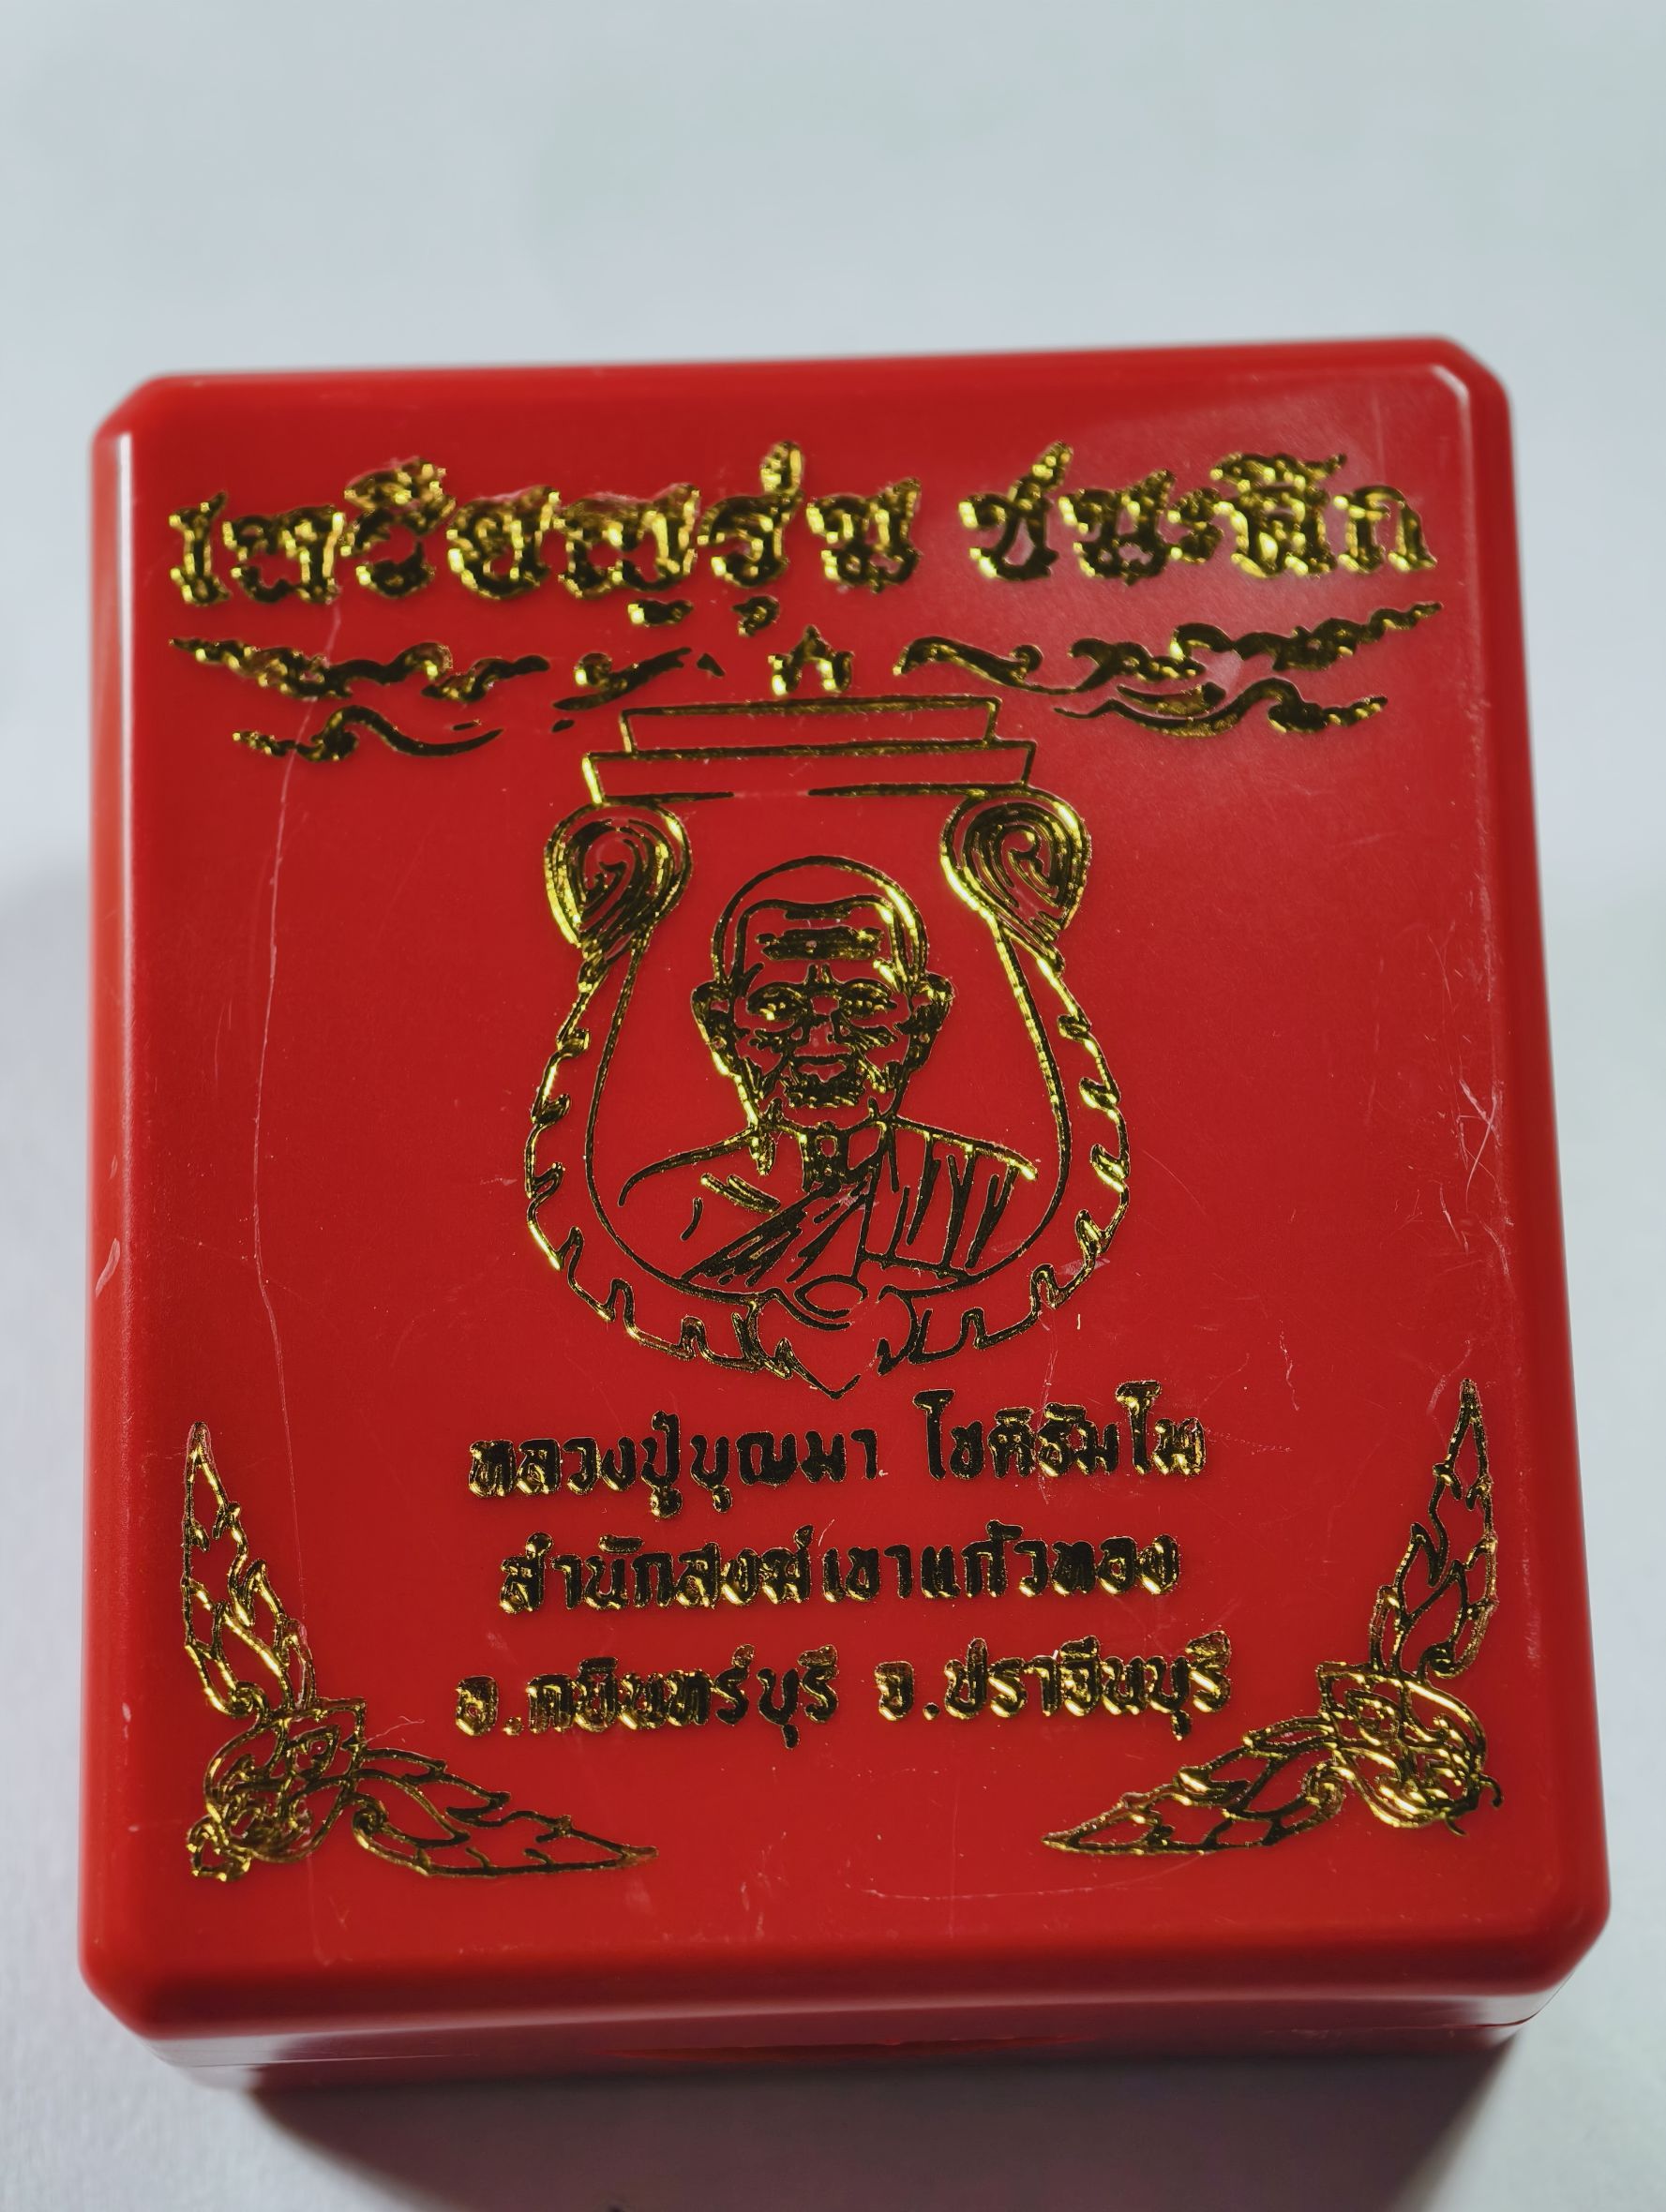 เหรียญรุ่น ชนะศึก
หลวงปู่บุญมา โชติธัมโม
สำนักสงฆ์เขาแก้วทอง
อ.กบินทร์บุรี จ.ปราจีนบุรี